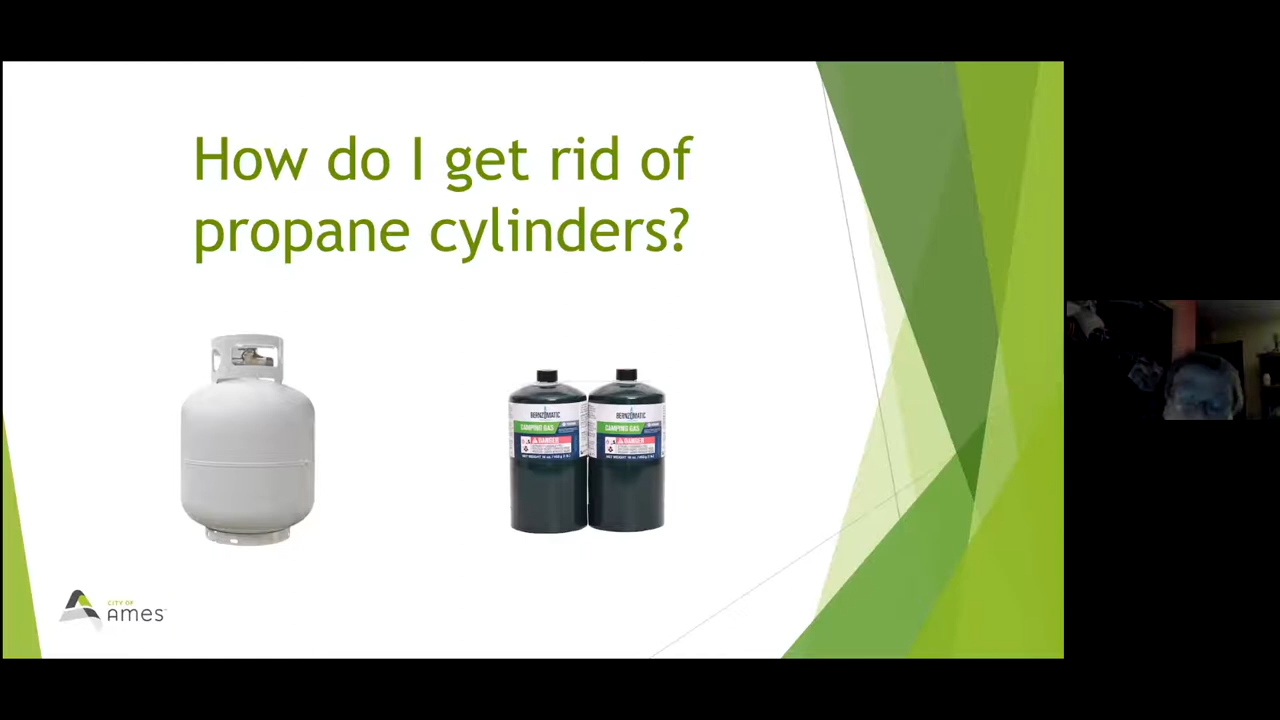 How do I get rid of
propane cylinders?
BERNZOMATIC
CAMPING GAS
DANGER
BERNZOMATIC
CAMPING GAS
DANGER
CITY OF
AMES